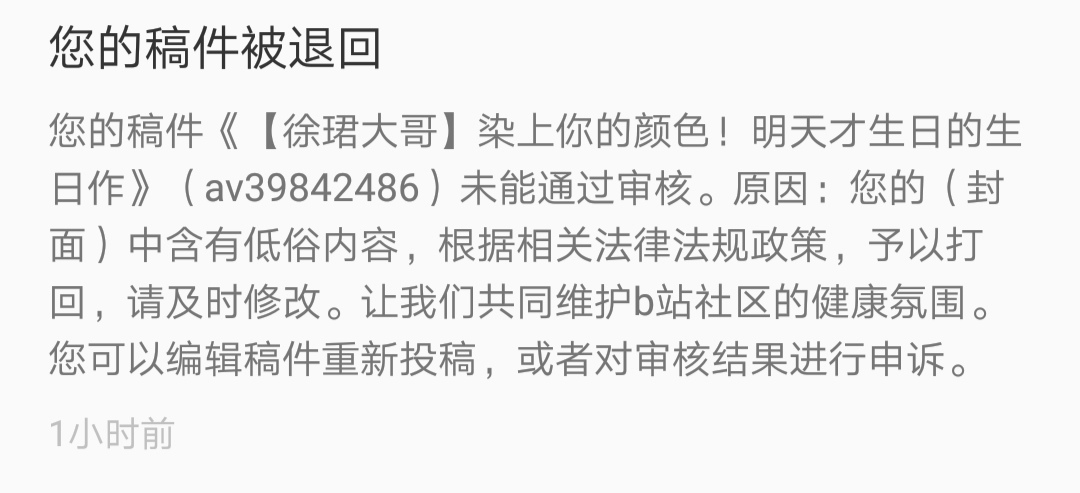 您的稿件被退回
您的稿件《【徐珺大哥】染上你的颜色！明天才生日的生
日作》（av39842486）未能通过审核。原因：您的（封
面）中含有低俗内容，根据相关法律法规政策，予以打
回，请及时修改。让我们共同维护b站社区的健康氛围。
您可以编辑稿件重新投稿，或者对审核结果进行申诉。
1小时前